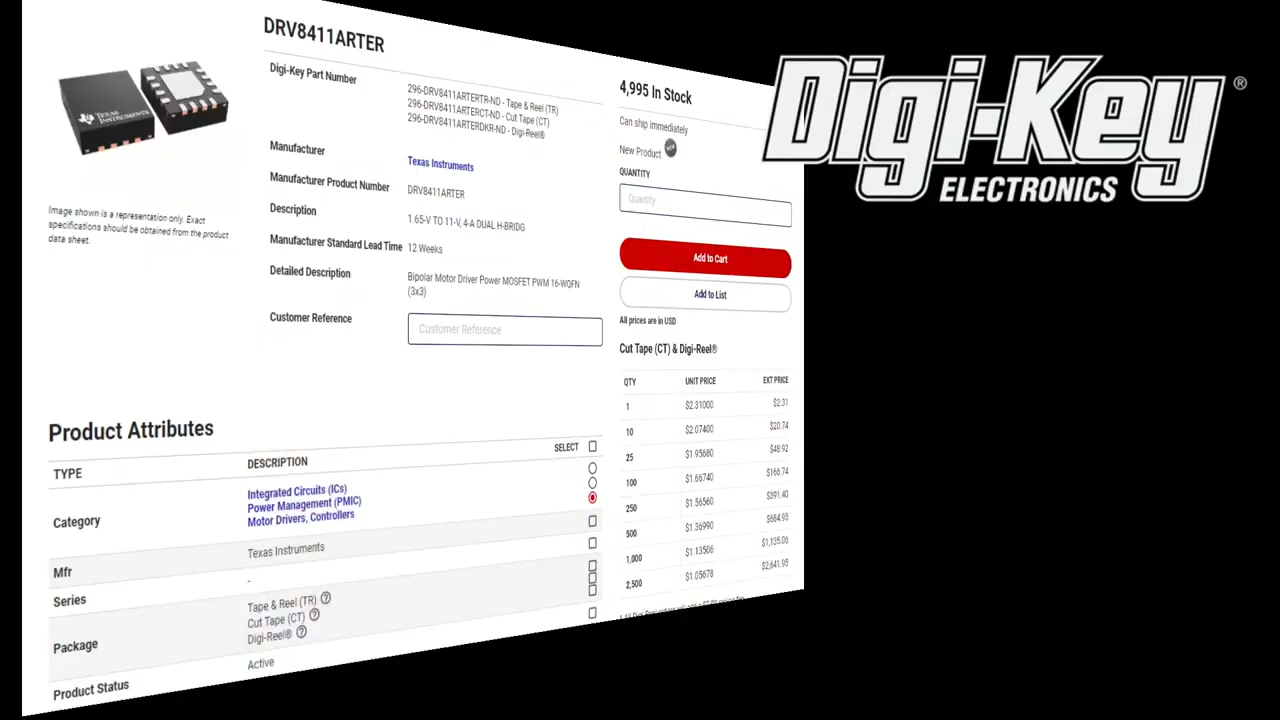 DRV8411ARTER
Digi-Key Part Number
296-DRV8411ARTERTR-ND - Tape & Reel (TR)
296-DRV8411ARTERCT-ND - Cut Tape (CT)
296-DRV8411ARTERDKR-ND - Digi-Reel®
Manufacturer
Texas Instruments
Manufacturer Product Number
DRV8411ARTER
Description
1.65-V TO 11-V, 4-A DUAL H-BRIDG
Manufacturer Standard Lead Time
12 Weeks
Detailed Description
Bipolar Motor Driver Power MOSFET PWM 16-WQFN
(3x3)
Customer Reference
Customer Reference
TEXAS
INSTRUMENTS
Image shown is a representation only. Exact
specifications should be obtained from the product
data sheet.
4,995 In Stock
Can ship immediately
New Product
QUANTITY
Quantity
Add to Cart
Add to List
All prices are in USD
Cut Tape (CT) & Digi-Reel®
QTY UNIT PRICE EXT PRICE
1 $2.31000 $2.31
10 $2.07400 $20.74
25 $1.95680 $48.92
100 $1.66740 $166.74
250 $1.56560 $391.40
500 $1.36990 $684.95
1,000 $1.13506 $1,135.06
2,500 $1.05678 $2,641.95
Product Attributes
TYPE DESCRIPTION SELECT
Category
Integrated Circuits (ICs)
Power Management (PMIC)
Motor Drivers, Controllers
Mfr Texas Instruments
Series -
Package
Tape & Reel (TR)
Cut Tape (CT)
Digi-Reel®
Product Status Active
Digi-Key®
ELECTRONICS